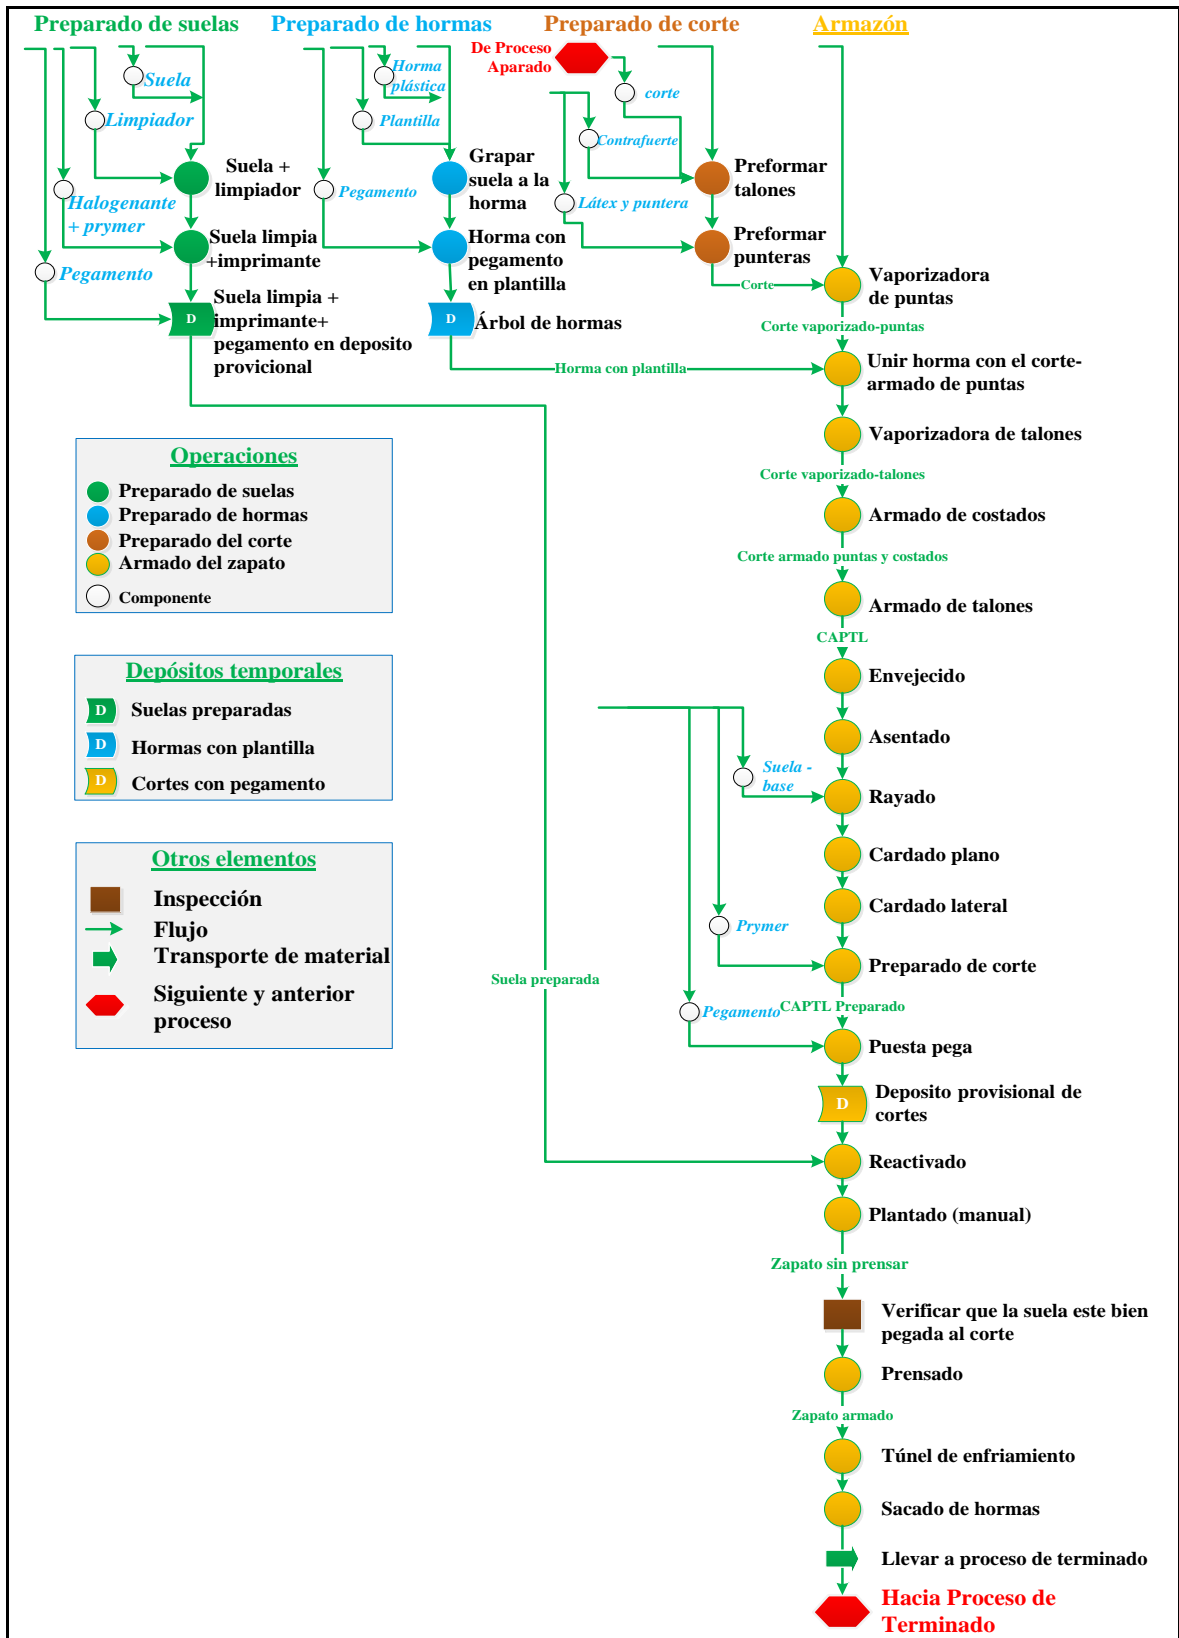 Preparado de suelas
Preparado de hormas
Preparado de corte
Armazón
De Proceso
Aparado
Suela
Limpiador
Halogenante
+ prymer
Pegamento
Suela +
limpiador
Suela limpia
+imprimante
D
Suela limpia +
imprimante+
pegamento en deposito
provicional
Horma
plástica
Plantilla
Pegamento
Grapar
suela a la
horma
Horma con
pegamento
en plantilla
D
Árbol de hormas
corte
Contrafuerte
Látex y puntera
Preformar
talones
Preformar
punteras
Corte
Vaporizadora
de puntas
Corte vaporizado-puntas
Horma con plantilla
Unir horma con el corte-
armado de puntas
Vaporizadora de talones
Corte vaporizado-talones
Armado de costados
Corte armado puntas y costados
Armado de talones
CAPTL
Envejecido
Asentado
Suela -
base
Rayado
Cardado plano
Cardado lateral
Prymer
Preparado de corte
Suela preparada
Pegamento
CAPTL Preparado
Puesta pega
D
Deposito provisional de
cortes
Reactivado
Plantado (manual)
Zapato sin prensar
Verificar que la suela este bien
pegada al corte
Prensado
Zapato armado
Túnel de enfriamiento
Sacado de hormas
Llevar a proceso de terminado
Hacia Proceso de
Terminado
Operaciones
Preparado de suelas
Preparado de hormas
Preparado del corte
Armado del zapato
Componente
Depósitos temporales
D
Suelas preparadas
D
Hormas con plantilla
D
Cortes con pegamento
Otros elementos
Inspección
Flujo
Transporte de material
Siguiente y anterior
proceso